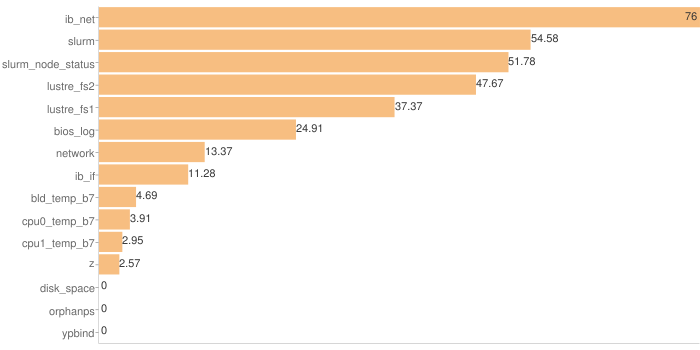 ib_net 76
slurm 54.58
slurm_node_status 51.78
lustre_fs2 47.67
lustre_fs1 37.37
bios_log 24.91
network 13.37
ib_if 11.28
bld_temp_b7 4.69
cpu0_temp_b7 3.91
cpu1_temp_b7 2.95
z 2.57
disk_space 0
orphanps 0
ypbind 0